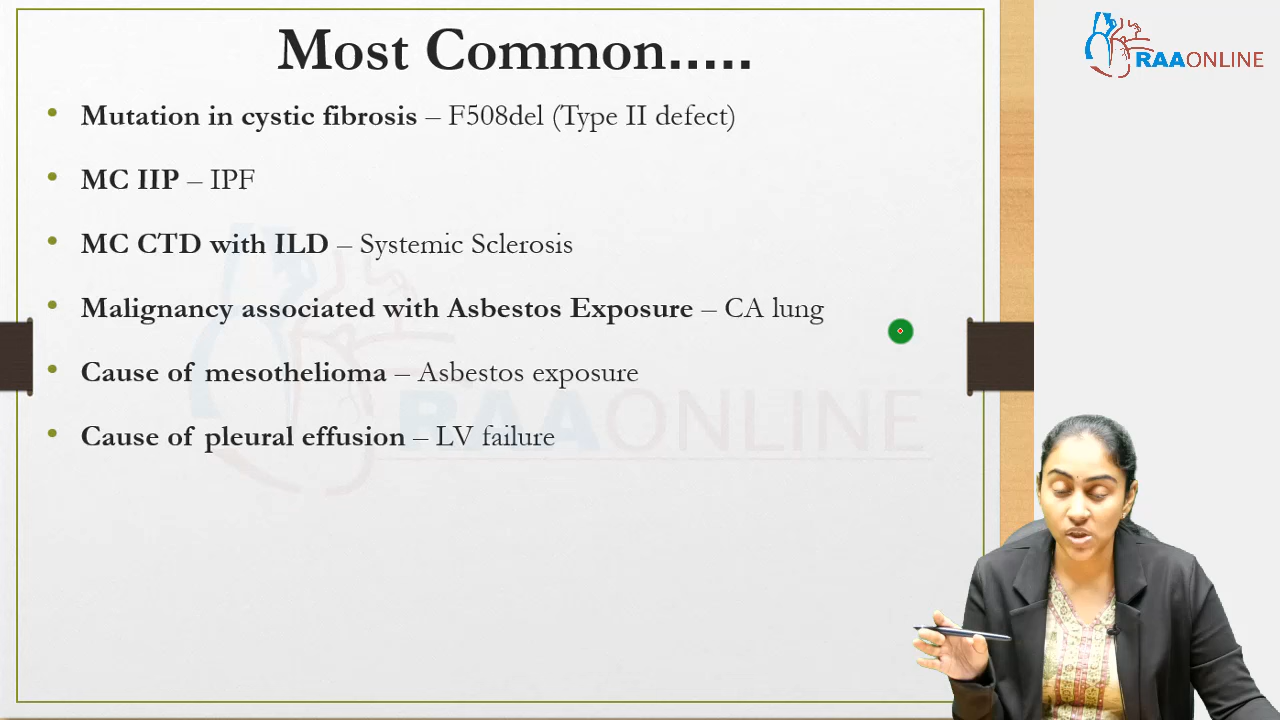 Most Common.....
RAAONLINE
• Mutation in cystic fibrosis – F508del (Type II defect)
• MC IIP – IPF
• MC CTD with ILD – Systemic Sclerosis
• Malignancy associated with Asbestos Exposure – CA lung
• Cause of mesothelioma – Asbestos exposure
• Cause of pleural effusion – LV failure
RAAONLINE